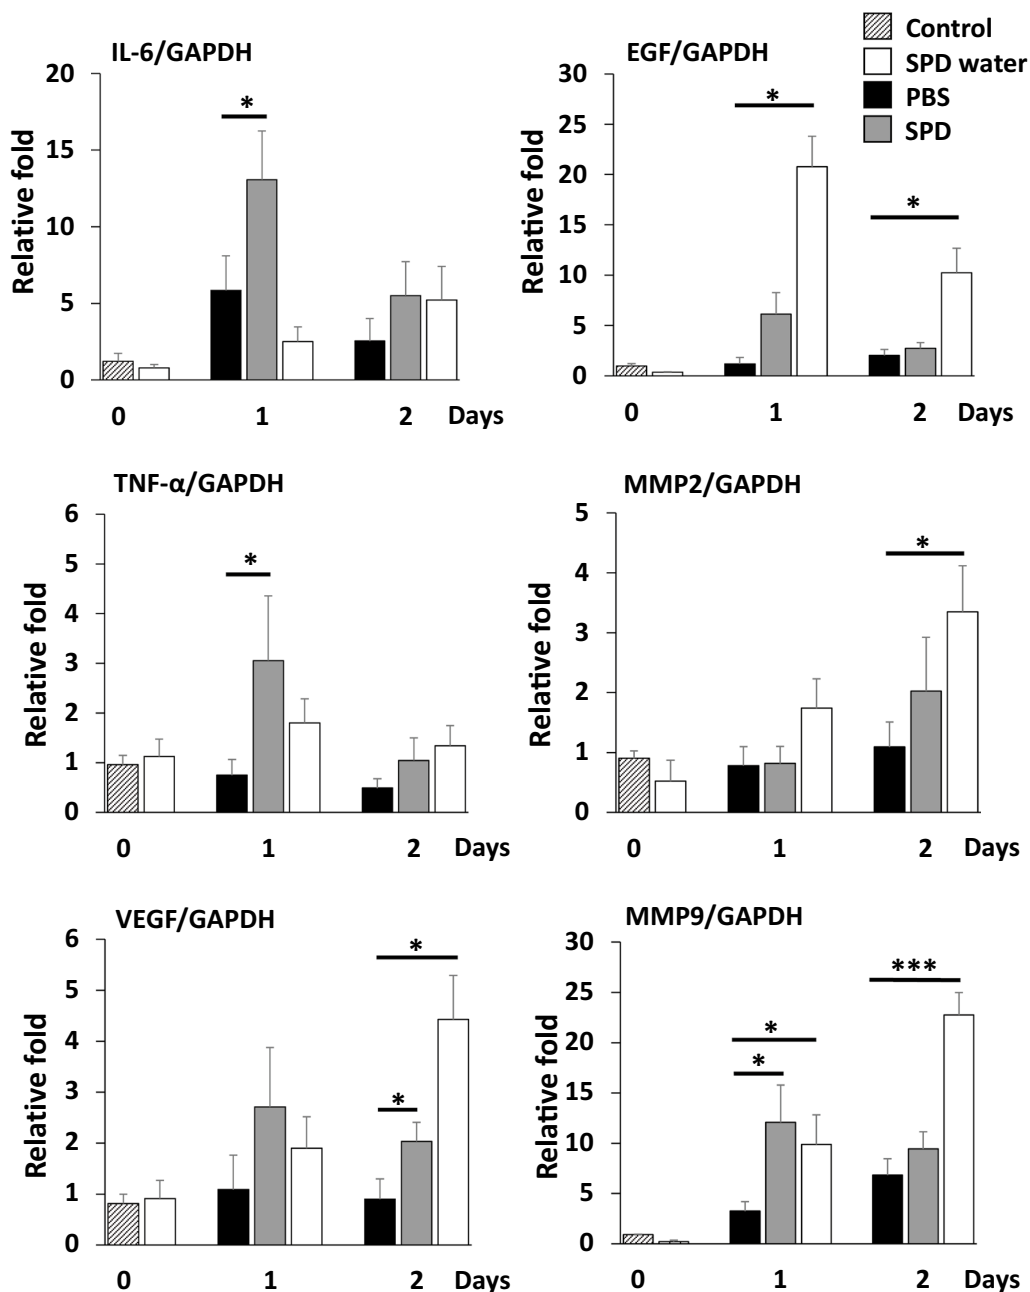 Control
SPD water
PBS
SPD
IL-6/GAPDH
Relative fold
20
15
10
5
0
*
0 1 2 Days
EGF/GAPDH
Relative fold
30
25
20
15
10
5
0
*
*
0 1 2 Days
TNF-α/GAPDH
Relative fold
6
5
4
3
2
1
0
*
0 1 2 Days
MMP2/GAPDH
Relative fold
5
4
3
2
1
0
*
0 1 2 Days
VEGF/GAPDH
Relative fold
6
5
4
3
2
1
0
*
*
0 1 2 Days
MMP9/GAPDH
Relative fold
30
25
20
15
10
5
0
***
*
*
0 1 2 Days